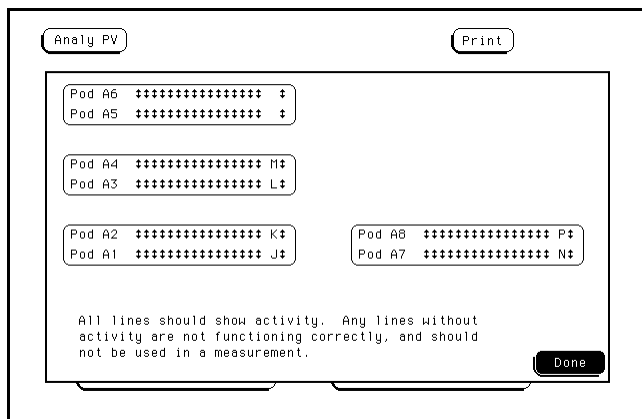 Analy PV
Print
Pod A6 ‡‡‡‡‡‡‡‡‡‡‡‡‡‡‡‡ ‡
Pod A5 ‡‡‡‡‡‡‡‡‡‡‡‡‡‡‡‡ ‡
Pod A4 ‡‡‡‡‡‡‡‡‡‡‡‡‡‡‡‡ M‡
Pod A3 ‡‡‡‡‡‡‡‡‡‡‡‡‡‡‡‡ L‡
Pod A2 ‡‡‡‡‡‡‡‡‡‡‡‡‡‡‡‡ K‡
Pod A1 ‡‡‡‡‡‡‡‡‡‡‡‡‡‡‡‡ J‡
Pod A8 ‡‡‡‡‡‡‡‡‡‡‡‡‡‡‡‡ P‡
Pod A7 ‡‡‡‡‡‡‡‡‡‡‡‡‡‡‡‡ N‡
All lines should show activity. Any lines without
activity are not functioning correctly, and should
not be used in a measurement.
Done